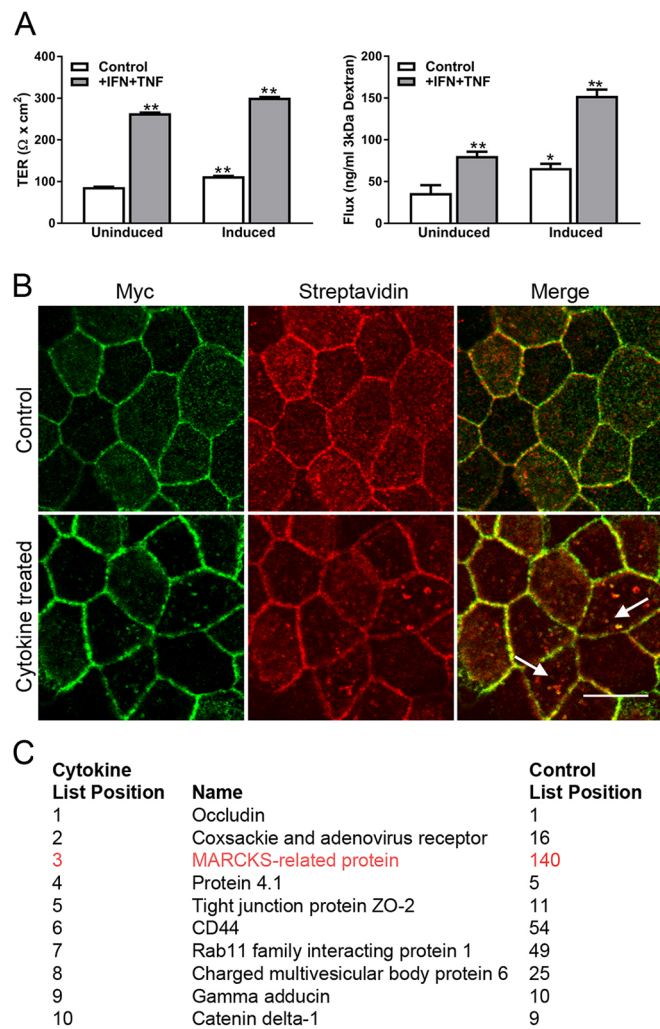 A
Control
+IFN+TNF
TER (Ω x cm²)
400
300
200
100
0
**
**
**
Uninduced
Induced
Control
+IFN+TNF
Flux (ng/ml 3kDa Dextran)
200
150
100
50
0
**
*
**
Uninduced
Induced
B
Myc Streptavidin Merge
Control
Cytokine treated
C
Cytokine List Position Name Control List Position
1 Occludin 1
2 Coxsackie and adenovirus receptor 16
3 MARCKS-related protein 140
4 Protein 4.1 5
5 Tight junction protein ZO-2 11
6 CD44 54
7 Rab11 family interacting protein 1 49
8 Charged multivesicular body protein 6 25
9 Gamma adducin 10
10 Catenin delta-1 9